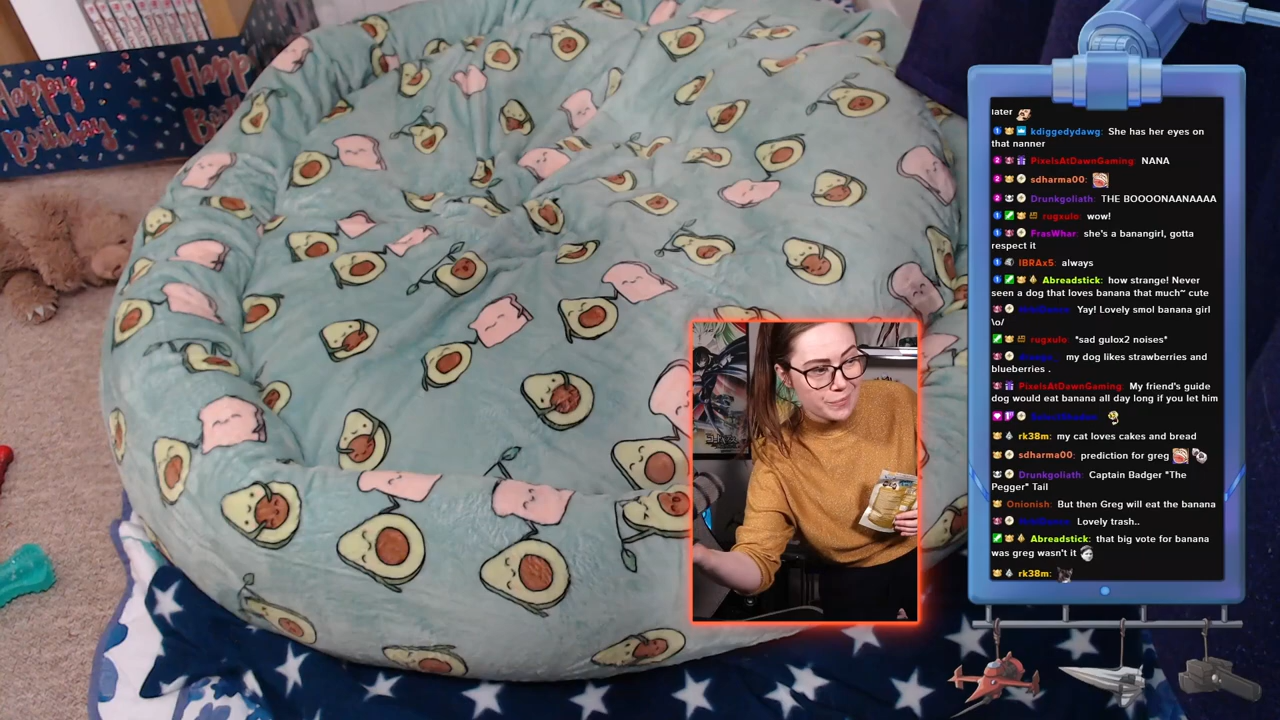 Happy
Birthday
Happy
later
kdiggedydawg: She has her eyes on
that nanner
PixelsAtDawnGaming: NANA
sdharma00:
Drunkgoliath: THE BOOOONAANAAAA
rugxulo: wow!
FrasWhar: she's a banangirl, gotta
respect it
IBRAx5: always
Abreadstick: how strange! Never
seen a dog that loves banana that much~ cute
Yay! Lovely smol banana girl
\o/
rugxulo: *sad gulox2 noises*
my dog likes strawberries and
blueberries .
PixelsAtDawnGaming: My friend's guide
dog would eat banana all day long if you let him
rk38m: my cat loves cakes and bread
sdharma00: prediction for greg
Drunkgoliath: Captain Badger "The
Pegger" Tail
Onionish: But then Greg will eat the banana
Lovely trash..
Abreadstick: that big vote for banana
was greg wasn't it
rk38m: